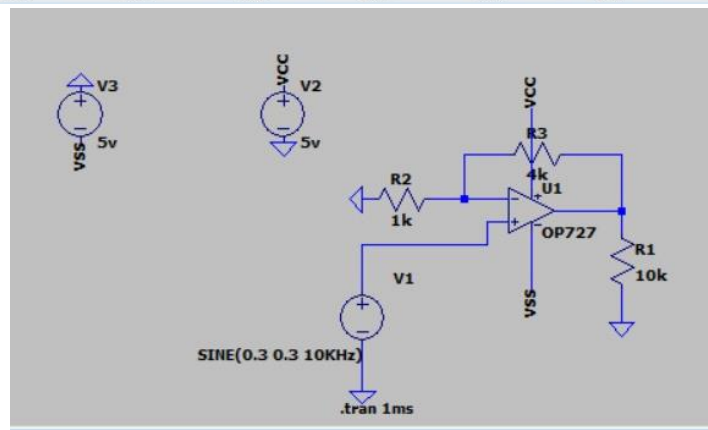 V3
5v
VSS
VCC
V2
5v
VCC
R3
4k
R2
1k
U1
OP727
VSS
R1
10k
V1
SINE(0.3 0.3 10KHz)
.tran 1ms